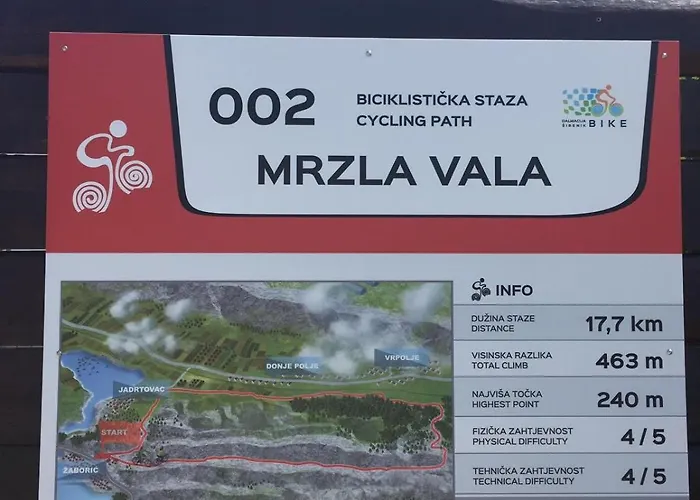 002
BICIKLISTIČKA STAZA
CYCLING PATH
DALMACIJA
ŠIBENIK
BIKE
MRZLA VALA
INFO
DUŽINA STAZE
DISTANCE
17,7 km
VISINSKA RAZLIKA
TOTAL CLIMB
463 m
NAJVIŠA TOČKA
HIGHEST POINT
240 m
FIZIČKA ZAHTJEVNOST
PHYSICAL DIFFICULTY
4 / 5
TEHNIČKA ZAHTJEVNOST
TECHNICAL DIFFICULTY
4 / 5
VRPOLJE
DONJE POLJE
JADRTOVAC
START
ŽABORIĆ